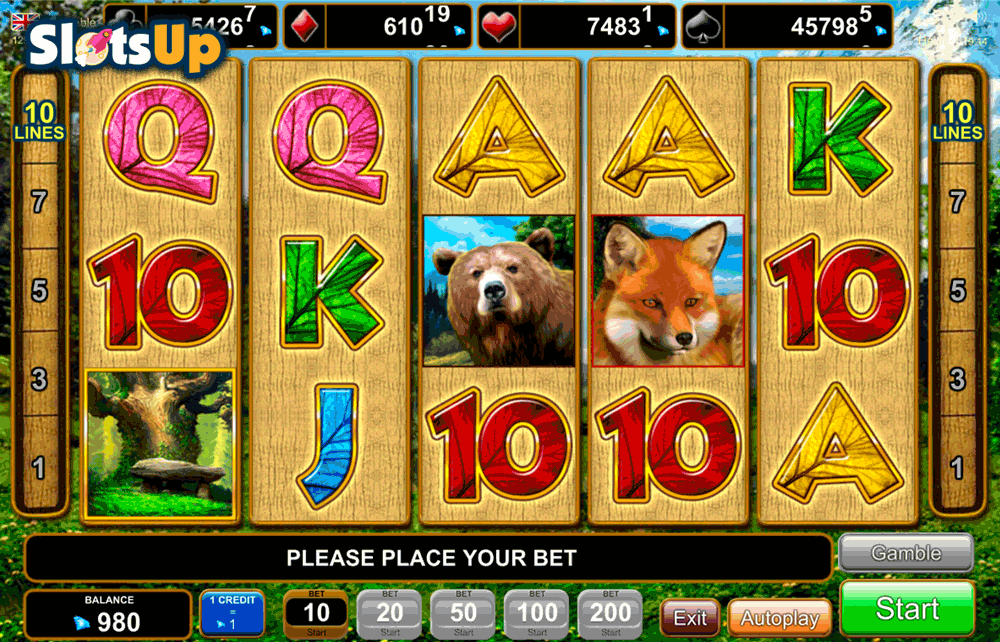 5426 7
610 19
7483 1
45798 5
SlotsUp
10 LINES
10 LINES
Q Q A A K
7
7
10 K 10
5
5
3
3
J 10 10 A
1
1
PLEASE PLACE YOUR BET
Gamble
BALANCE
980
1 CREDIT
=
1
BET
10
Start
BET
20
Start
BET
50
Start
BET
100
Start
BET
200
Start
Exit
Autoplay
Start